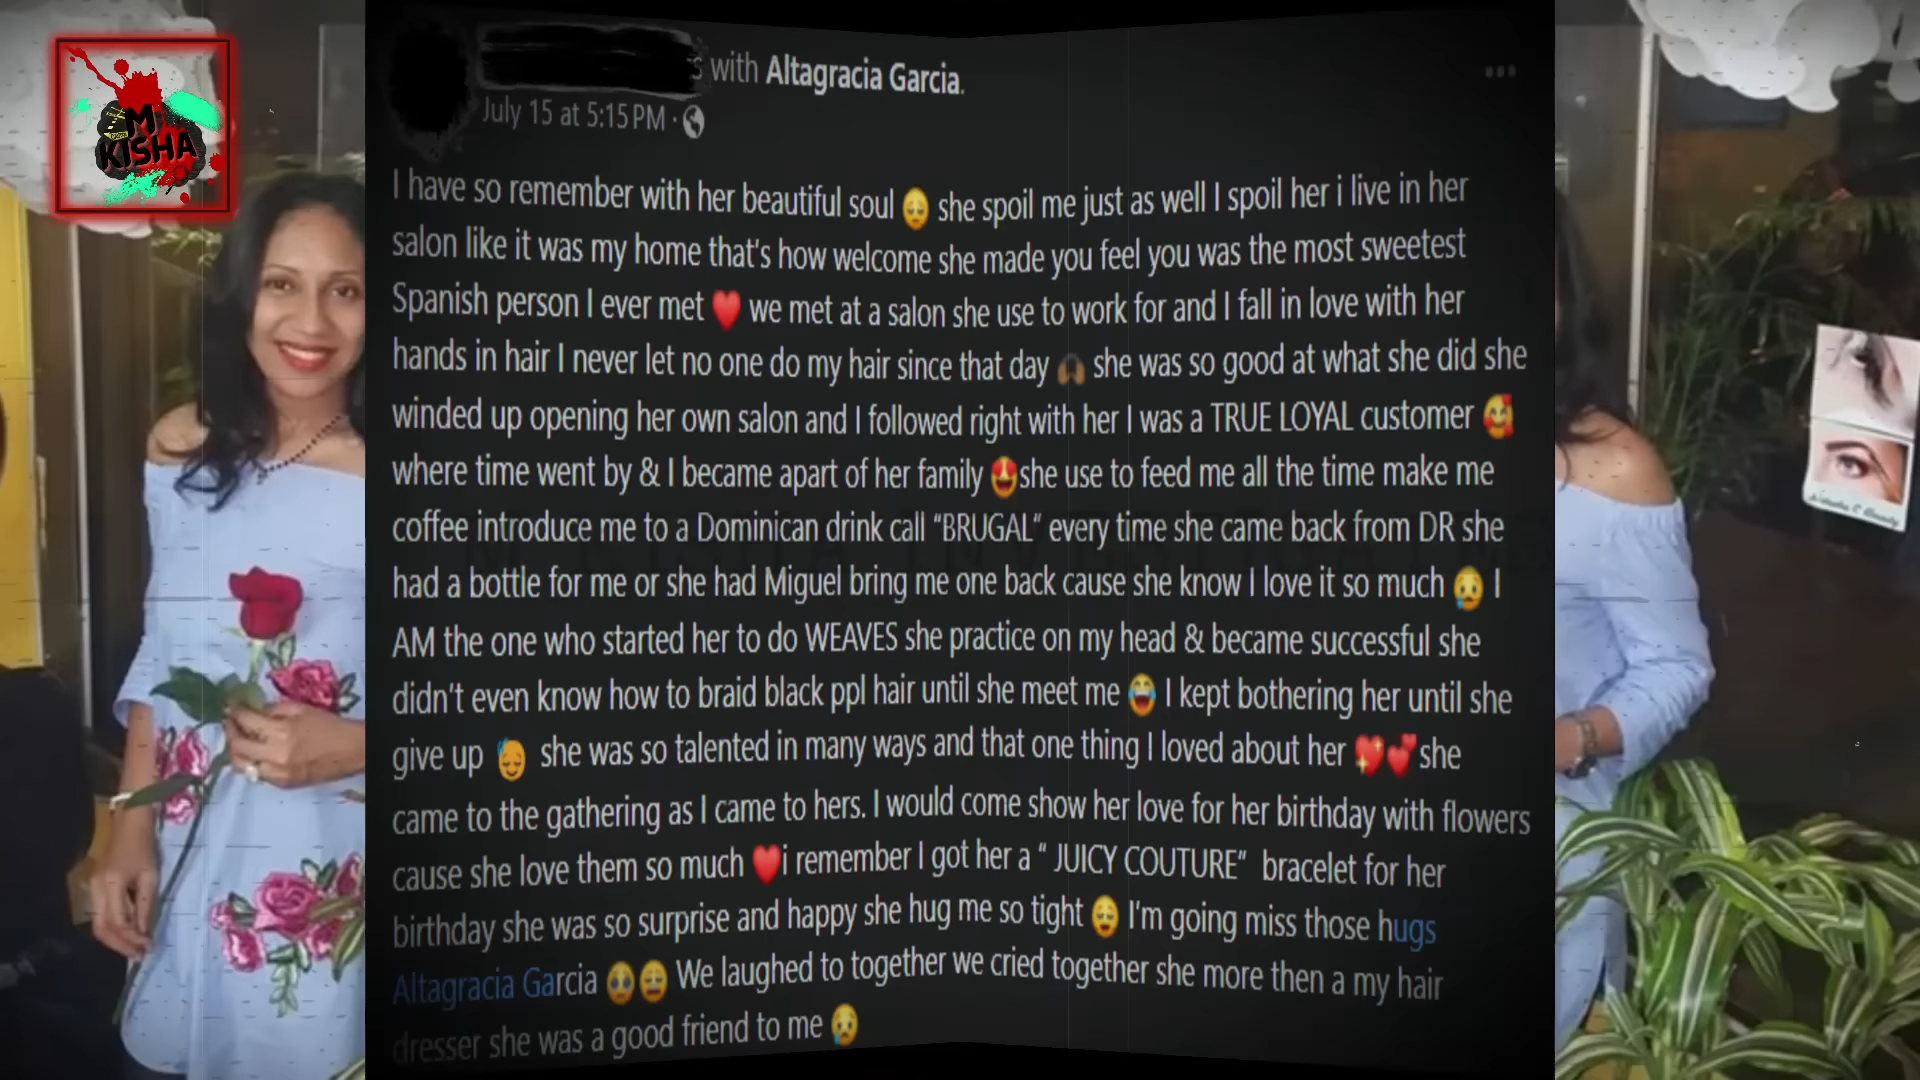 M
KISHA
with Altagracia Garcia.
July 15 at 5:15 PM ·
I have so remember with her beautiful soul 😔 she spoil me just as well I spoil her i live in her
salon like it was my home that's how welcome she made you feel you was the most sweetest
Spanish person I ever met ❤️ we met at a salon she use to work for and I fall in love with her
hands in hair I never let no one do my hair since that day 🙏🏾 she was so good at what she did she
winded up opening her own salon and I followed right with her I was a TRUE LOYAL customer 🥰
where time went by & I became apart of her family 🤩she use to feed me all the time make me
coffee introduce me to a Dominican drink call "BRUGAL" every time she came back from DR she
had a bottle for me or she had Miguel bring me one back cause she know I love it so much 😢 I
AM the one who started her to do WEAVES she practice on my head & became successful she
didn't even know how to braid black ppl hair until she meet me 😂 I kept bothering her until she
give up 😓 she was so talented in many ways and that one thing I loved about her 💖💕she
came to the gathering as I came to hers. I would come show her love for her birthday with flowers
cause she love them so much ❤️i remember I got her a " JUICY COUTURE" bracelet for her
birthday she was so surprise and happy she hug me so tight 😩 I'm going miss those hugs
Altagracia Garcia 🥺😩 We laughed to together we cried together she more then a my hair
dresser she was a good friend to me 😢